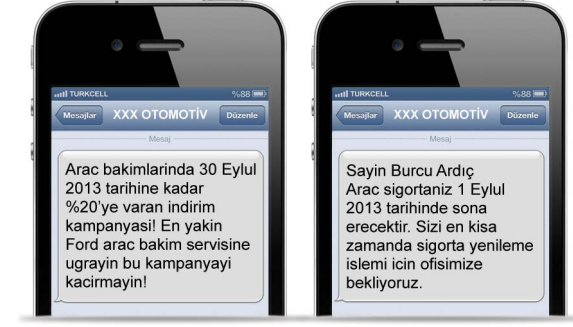 TURKCELL %88
Mesajlar XXX OTOMOTİV Düzenle
Mesaj
Arac bakimlarinda 30 Eylul
2013 tarihine kadar
%20'ye varan indirim
kampanyasi! En yakin
Ford arac bakim servisine
ugrayin bu kampanyayi
kacirmayin!
TURKCELL %88
Mesajlar XXX OTOMOTİV Düzenle
Mesaj
Sayin Burcu Ardıç
Arac sigortaniz 1 Eylul
2013 tarihinde sona
erecektir. Sizi en kisa
zamanda sigorta yenileme
islemi icin ofisimize
bekliyoruz.